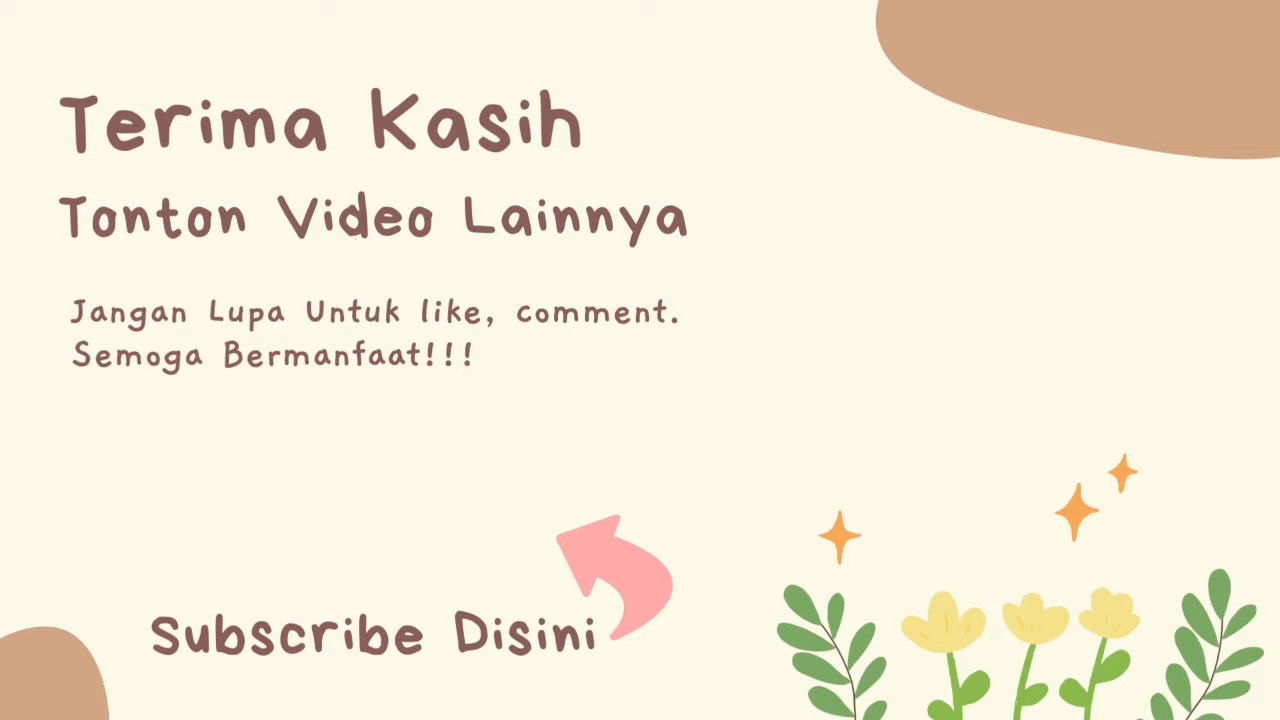 Terima Kasih
Tonton Video Lainnya
Jangan Lupa Untuk like, comment.
Semoga Bermanfaat!!!
Subscribe Disini